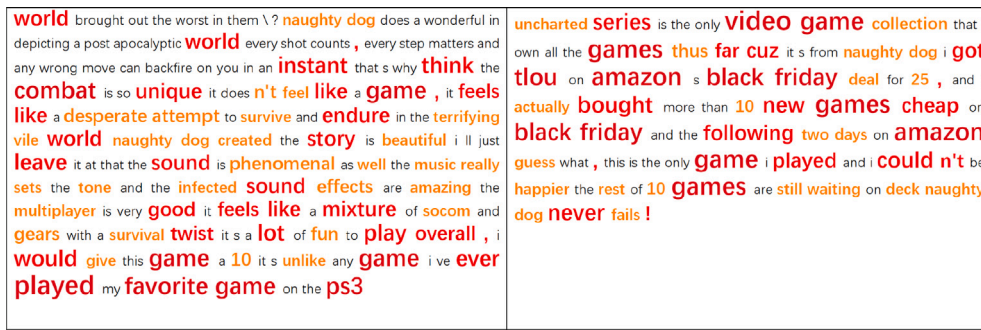 world brought out the worst in them \ ? naughty dog does a wonderful in
depicting a post apocalyptic world every shot counts , every step matters and
any wrong move can backfire on you in an instant that s why think the
combat is so unique it does n't feel like a game , it feels
like a desperate attempt to survive and endure in the terrifying
vile world naughty dog created the story is beautiful i ll just
leave it at that the sound is phenomenal as well the music really
sets the tone and the infected sound effects are amazing the
multiplayer is very good it feels like a mixture of socom and
gears with a survival twist it s a lot of fun to play overall , i
would give this game a 10 it s unlike any game i ve ever
played my favorite game on the ps3
uncharted series is the only video game collection that
own all the games thus far cuz it s from naughty dog i got
tlou on amazon s black friday deal for 25 , and
actually bought more than 10 new games cheap on
black friday and the following two days on amazon
guess what , this is the only game i played and i could n't be
happier the rest of 10 games are still waiting on deck naughty
dog never fails !